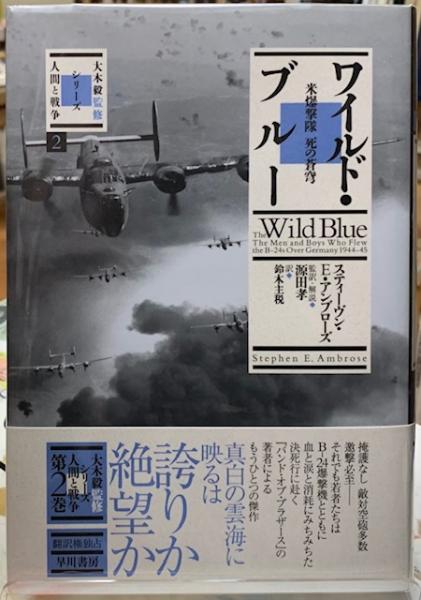 ワイルド・
ブルー
米爆撃隊 死の蒼穹
The Wild Blue
The Men and Boys Who Flew
the B-24s Over Germany 1944-45
スティーヴン・
E・アンブローズ
監訳・解説
源田孝
訳
鈴木主税
Stephen E. Ambrose
大木毅監修
シリーズ
人間と戦争
2
掩護なし 敵対空砲多数
邀撃必至
それでも若者たちは
B-24爆撃機とともに
血と涙と消耗にみちみちた
決死行に赴く
『バンド・オブ・ブラザース』の
著者による
もうひとつの傑作
真白の雲海に
映るは
誇りか
絶望か
大木毅監修
シリーズ
人間と戦争
第2巻
翻訳権独占
早川書房